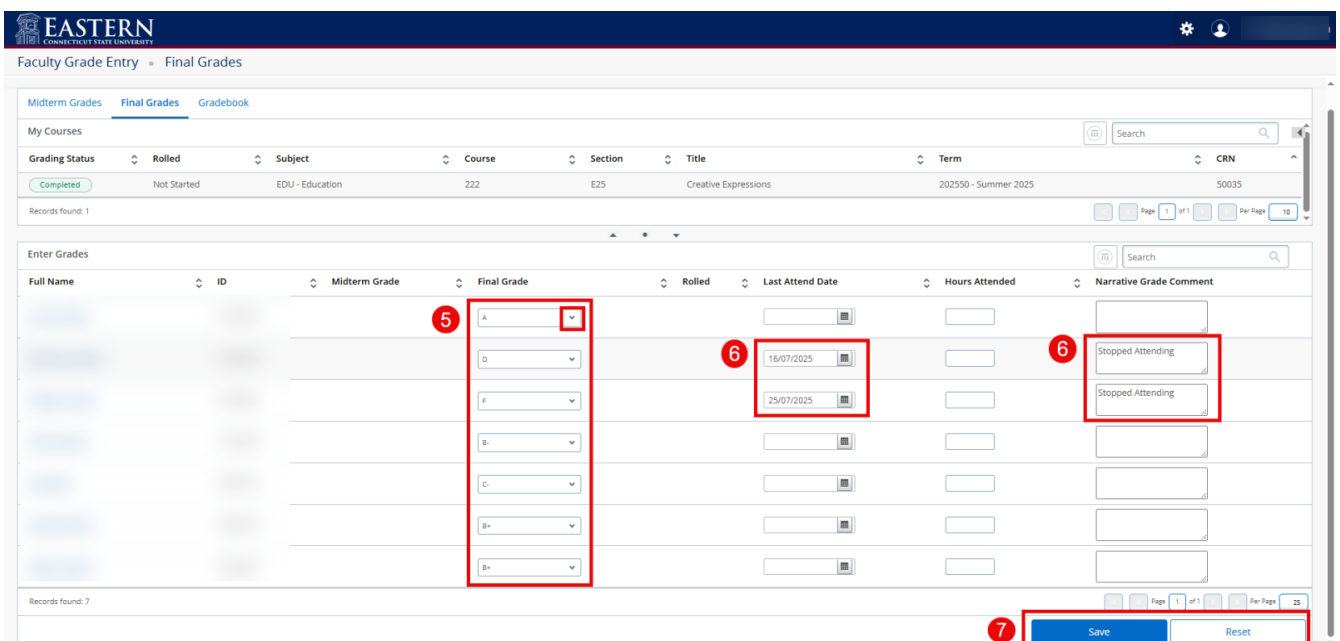 EASTERN
CONNECTICUT STATE UNIVERSITY
Faculty Grade Entry • Final Grades
Midterm Grades Final Grades Gradebook
My Courses Search
Grading Status Rolled Subject Course Section Title Term CRN
Completed Not Started EDU - Education 222 E25 Creative Expressions 202550 - Summer 2025 50035
Records found: 1 Page 1 of 1 Per Page 10
Enter Grades Search
Full Name ID Midterm Grade Final Grade Rolled Last Attend Date Hours Attended Narrative Grade Comment
5 A
D 6 16/07/2025 6 Stopped Attending
F 25/07/2025 Stopped Attending
B-
C-
B+
B+
Records found: 7 Page 1 of 1 Per Page 25
7 Save Reset